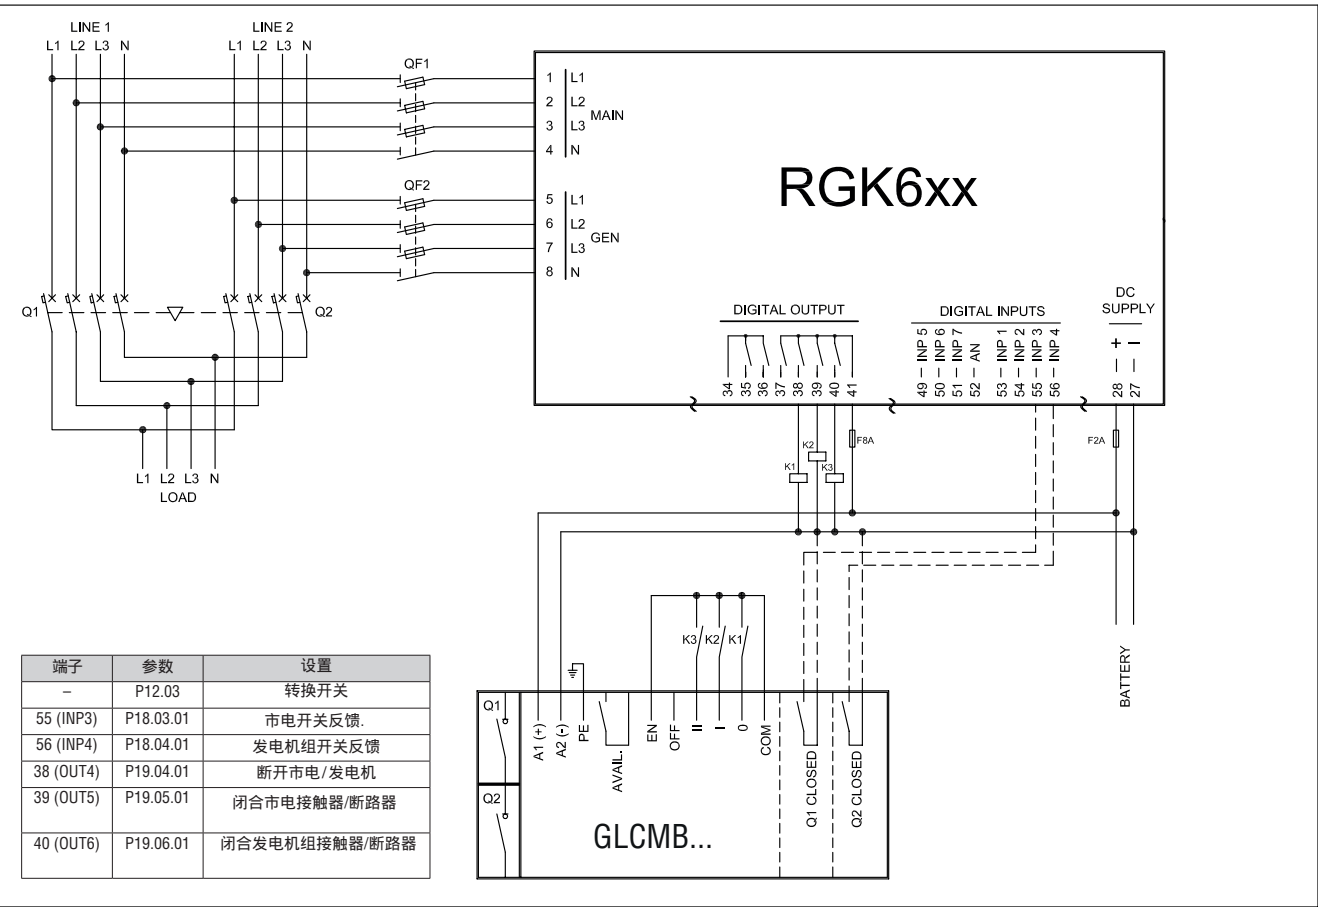 LINE 1 LINE 2
L1 L2 L3 N L1 L2 L3 N
QF1
1 L1
2 L2
3 L3
4 N
MAIN
QF2
5 L1
6 L2
7 L3
8 N
GEN
RGK6xx
Q1 Q2
L1 L2 L3 N
LOAD
DIGITAL OUTPUT
34
35
36
37
38
39
40
41
DIGITAL INPUTS
49 – INP 5
50 – INP 6
51 – INP 7
52 – AN
53 – INP 1
54 – INP 2
55 – INP 3
56 – INP 4
DC
SUPPLY
28 – +
27 – –
K1
K2
K3
F8A
F2A
BATTERY
K3 K2 K1
Q1
Q2
A1 (+)
A2 (-)
PE
AVAIL.
EN
OFF
II
I
0
COM
Q1 CLOSED
Q2 CLOSED
GLCMB...
端子 参数 设置
– P12.03 转换开关
55 (INP3) P18.03.01 市电开关反馈.
56 (INP4) P18.04.01 发电机组开关反馈
38 (OUT4) P19.04.01 断开市电/发电机
39 (OUT5) P19.05.01 闭合市电接触器/断路器
40 (OUT6) P19.06.01 闭合发电机组接触器/断路器